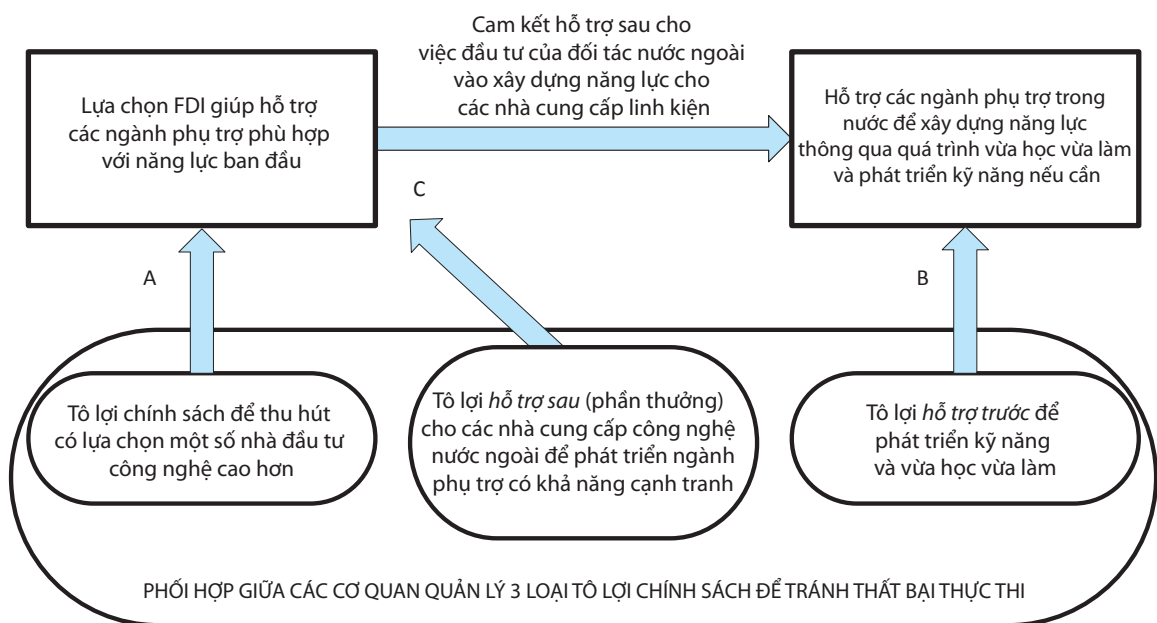 Cam kết hỗ trợ sau cho
việc đầu tư của đối tác nước ngoài
vào xây dựng năng lực cho
các nhà cung cấp linh kiện
Lựa chọn FDI giúp hỗ trợ
các ngành phụ trợ phù hợp
với năng lực ban đầu
Hỗ trợ các ngành phụ trợ trong
nước để xây dựng năng lực
thông qua quá trình vừa học vừa làm
và phát triển kỹ năng nếu cần
C
A
B
Tô lợi chính sách để thu hút
có lựa chọn một số nhà đầu tư
công nghệ cao hơn
Tô lợi hỗ trợ sau (phần thưởng)
cho các nhà cung cấp công nghệ
nước ngoài để phát triển ngành
phụ trợ có khả năng cạnh tranh
Tô lợi hỗ trợ trước để
phát triển kỹ năng
và vừa học vừa làm
PHỐI HỢP GIỮA CÁC CƠ QUAN QUẢN LÝ 3 LOẠI TÔ LỢI CHÍNH SÁCH ĐỂ TRÁNH THẤT BẠI THỰC THI